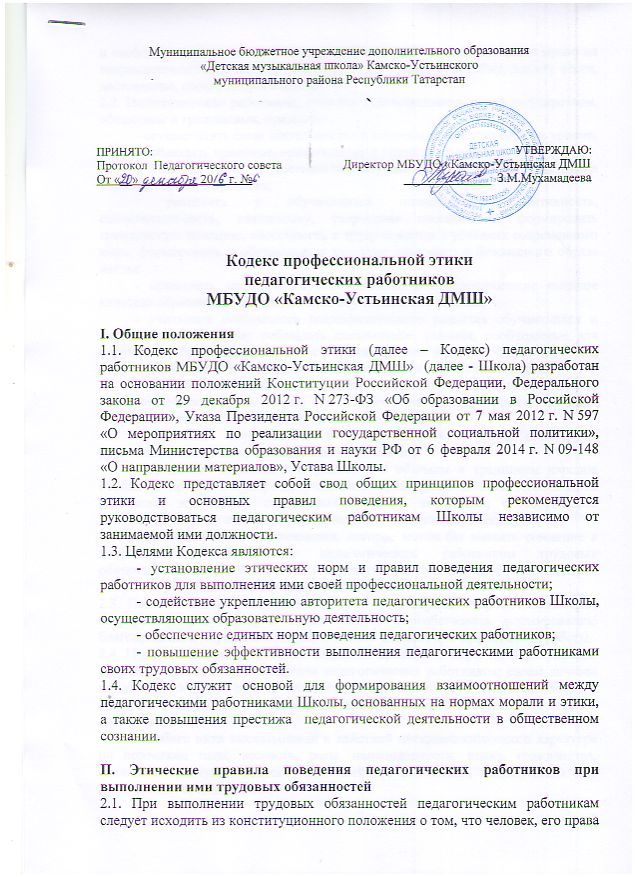 Муниципальное бюджетное учреждение дополнительного образования
«Детская музыкальная школа» Камско-Устьинского
муниципального района Республики Татарстан
ПРИНЯТО:
Протокол Педагогического совета
От «20» декабря 2016 г. №6
УТВЕРЖДАЮ:
Директор МБУДО «Камско-Устьинская ДМШ
З.М.Мухамадеева
ДЕТСКАЯ
МУЗЫКАЛЬНАЯ ШКОЛА
Кодекс профессиональной этики
педагогических работников
МБУДО «Камско-Устьинская ДМШ»
I. Общие положения
1.1. Кодекс профессиональной этики (далее – Кодекс) педагогических
работников МБУДО «Камско-Устьинская ДМШ» (далее - Школа) разработан
на основании положений Конституции Российской Федерации, Федерального
закона от 29 декабря 2012 г. N 273-ФЗ «Об образовании в Российской
Федерации», Указа Президента Российской Федерации от 7 мая 2012 г. N 597
«О мероприятиях по реализации государственной социальной политики»,
письма Министерства образования и науки РФ от 6 февраля 2014 г. N 09-148
«О направлении материалов», Устава Школы.
1.2. Кодекс представляет собой свод общих принципов профессиональной
этики и основных правил поведения, которым рекомендуется
руководствоваться педагогическим работникам Школы независимо от
занимаемой ими должности.
1.3. Целями Кодекса являются:
- установление этических норм и правил поведения педагогических
работников для выполнения ими своей профессиональной деятельности;
- содействие укреплению авторитета педагогических работников Школы,
осуществляющих образовательную деятельность;
- обеспечение единых норм поведения педагогических работников;
- повышение эффективности выполнения педагогическими работниками
своих трудовых обязанностей.
1.4. Кодекс служит основой для формирования взаимоотношений между
педагогическими работниками Школы, основанных на нормах морали и этики,
а также повышения престижа педагогической деятельности в общественном
сознании.
II. Этические правила поведения педагогических работников при
выполнении ими трудовых обязанностей
2.1. При выполнении трудовых обязанностей педагогическим работникам
следует исходить из конституционного положения о том, что человек, его права